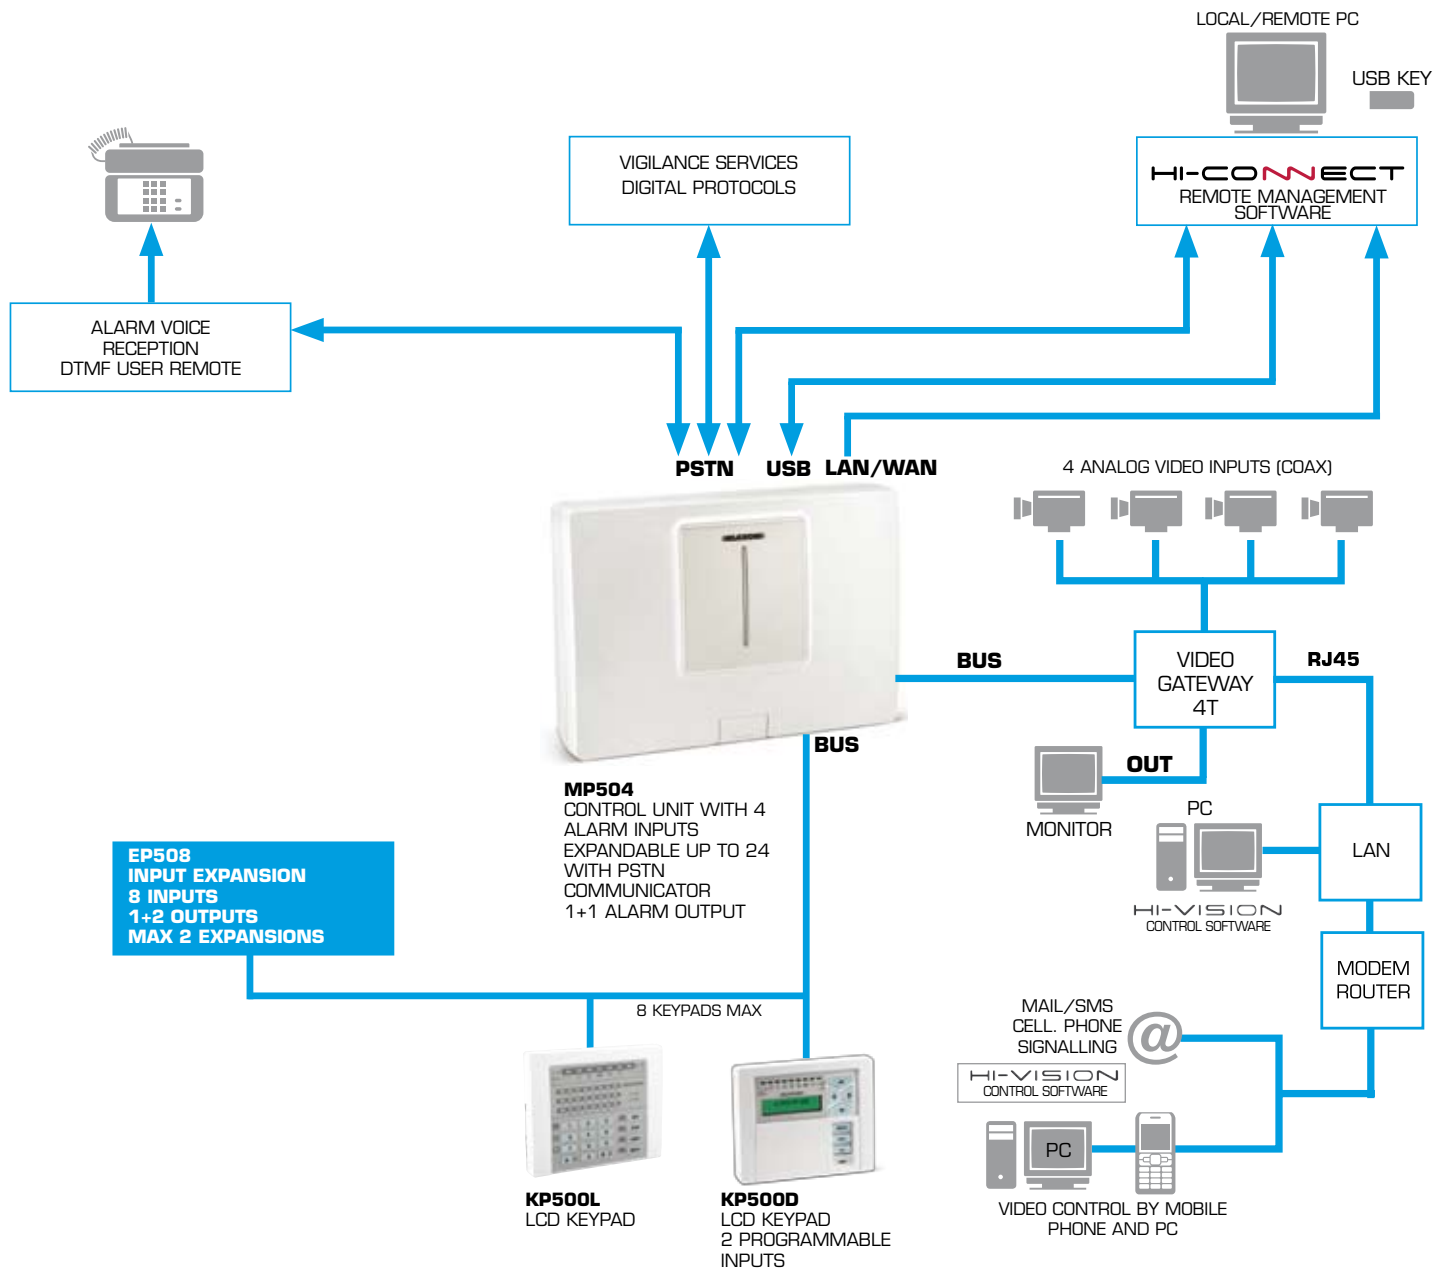 LOCAL/REMOTE PC
USB KEY
HI-CONNECT
REMOTE MANAGEMENT
SOFTWARE
VIGILANCE SERVICES
DIGITAL PROTOCOLS
ALARM VOICE
RECEPTION
DTMF USER REMOTE
PSTN
USB
LAN/WAN
4 ANALOG VIDEO INPUTS (COAX)
BUS
VIDEO
GATEWAY
4T
RJ45
BUS
OUT
MONITOR
PC
HI-VISION
CONTROL SOFTWARE
LAN
MP504
CONTROL UNIT WITH 4
ALARM INPUTS
EXPANDABLE UP TO 24
WITH PSTN
COMMUNICATOR
1+1 ALARM OUTPUT
EP508
INPUT EXPANSION
8 INPUTS
1+2 OUTPUTS
MAX 2 EXPANSIONS
8 KEYPADS MAX
MODEM
ROUTER
MAIL/SMS
CELL. PHONE
SIGNALLING
@
HI-VISION
CONTROL SOFTWARE
PC
VIDEO CONTROL BY MOBILE
PHONE AND PC
KP500L
LCD KEYPAD
KP500D
LCD KEYPAD
2 PROGRAMMABLE
INPUTS